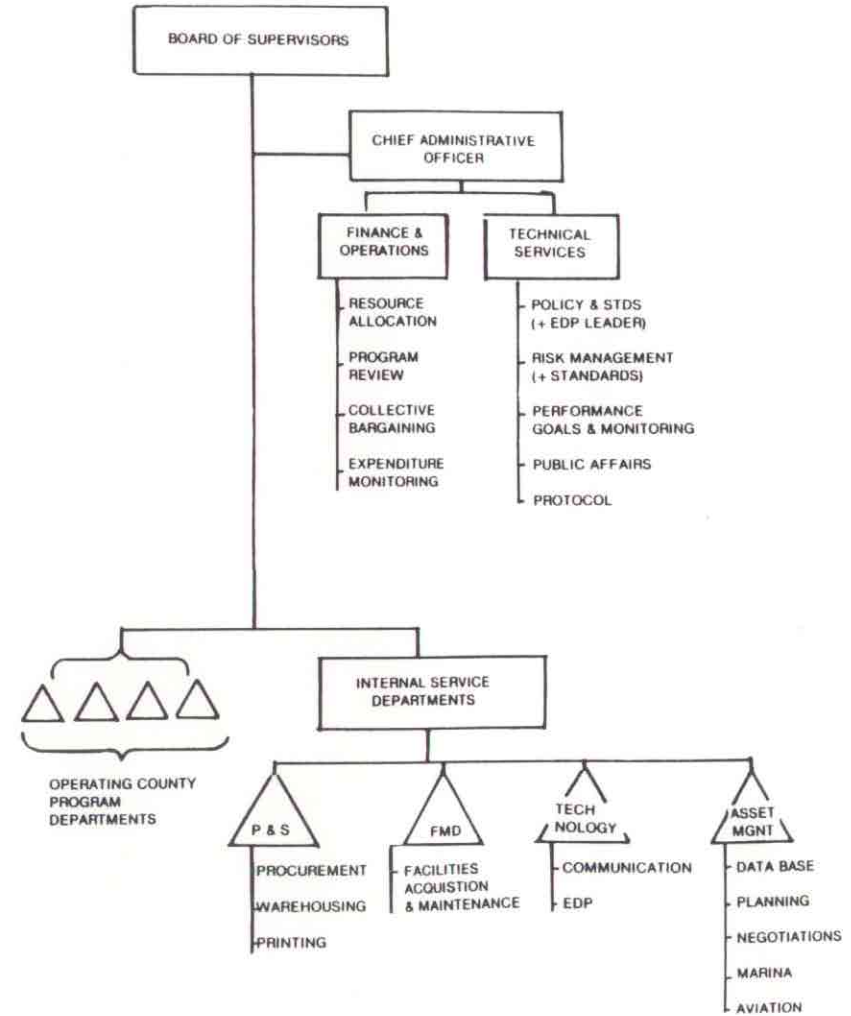 BOARD OF SUPERVISORS
CHIEF ADMINISTRATIVE
OFFICER
FINANCE &
OPERATIONS
RESOURCE
ALLOCATION
PROGRAM
REVIEW
COLLECTIVE
BARGAINING
EXPENDITURE
MONITORING
TECHNICAL
SERVICES
POLICY & STDS
(+ EDP LEADER)
RISK MANAGEMENT
(+ STANDARDS)
PERFORMANCE
GOALS & MONITORING
PUBLIC AFFAIRS
PROTOCOL
OPERATING COUNTY
PROGRAM
DEPARTMENTS
INTERNAL SERVICE
DEPARTMENTS
P & S
PROCUREMENT
WAREHOUSING
PRINTING
FMD
FACILITIES
ACQUISTION
& MAINTENANCE
TECH
NOLOGY
COMMUNICATION
EDP
ASSET
MGNT
DATA BASE
PLANNING
NEGOTIATIONS
MARINA
AVIATION